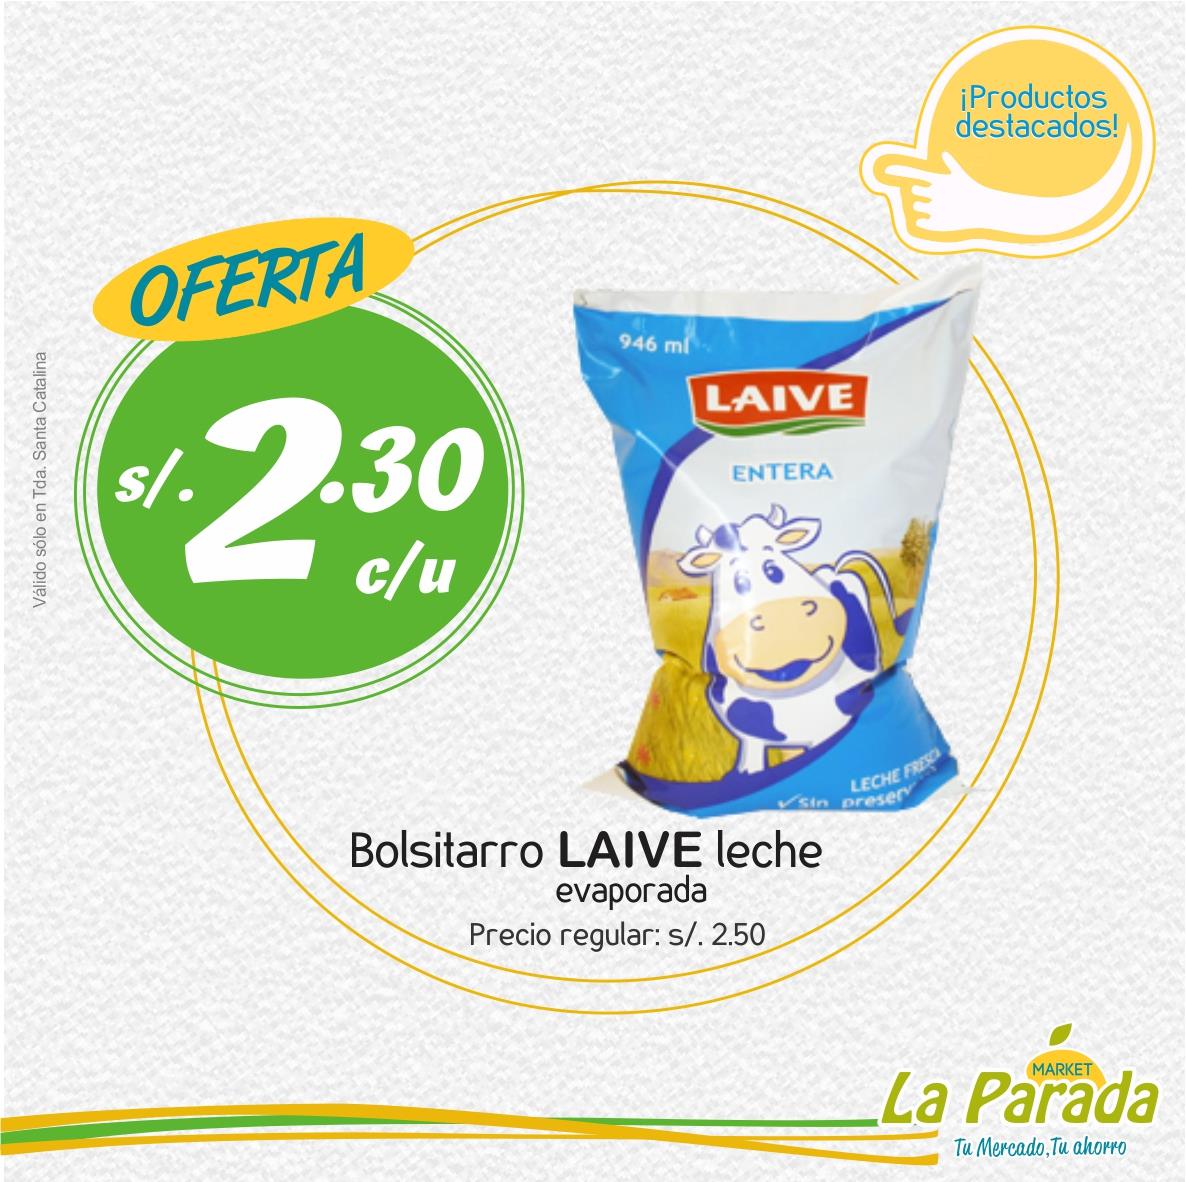 ¡Productos
destacados!
OFERTA
s/. 2.30
c/u
Válido sólo en Tda. Santa Catalina
946 ml
LAIVE
ENTERA
LECHE FRESCA
✓ Sin
Bolsitarro LAIVE leche
evaporada
Precio regular: s/. 2.50
MARKET
La Parada
Tu Mercado, Tu ahorro